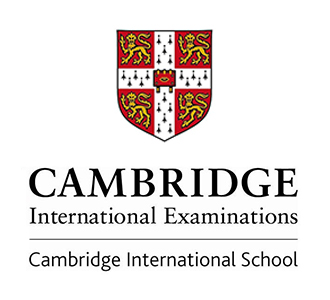 CAMBRIDGE
International Examinations
Cambridge International School